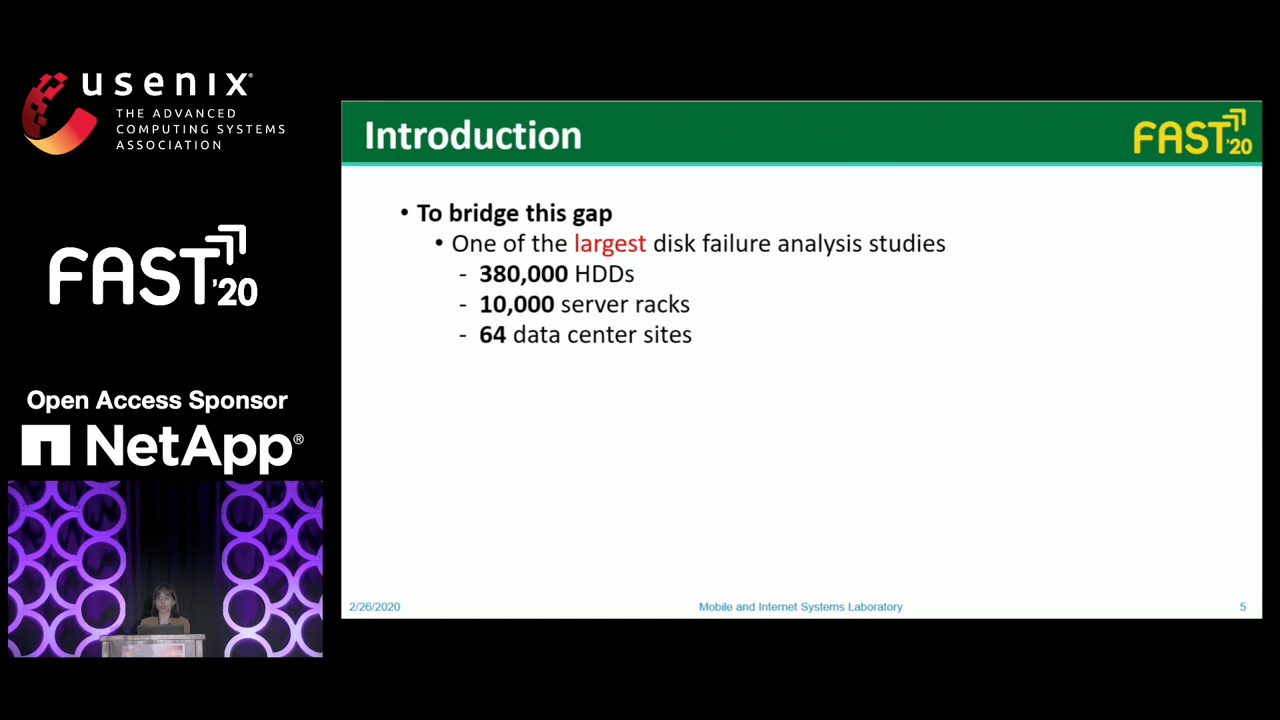 usenix®
THE ADVANCED
COMPUTING SYSTEMS
ASSOCIATION
FAST '20
Open Access Sponsor
NetApp®
Introduction
FAST '20
• To bridge this gap
• One of the largest disk failure analysis studies
- 380,000 HDDs
- 10,000 server racks
- 64 data center sites
2/26/2020
Mobile and Internet Systems Laboratory
5